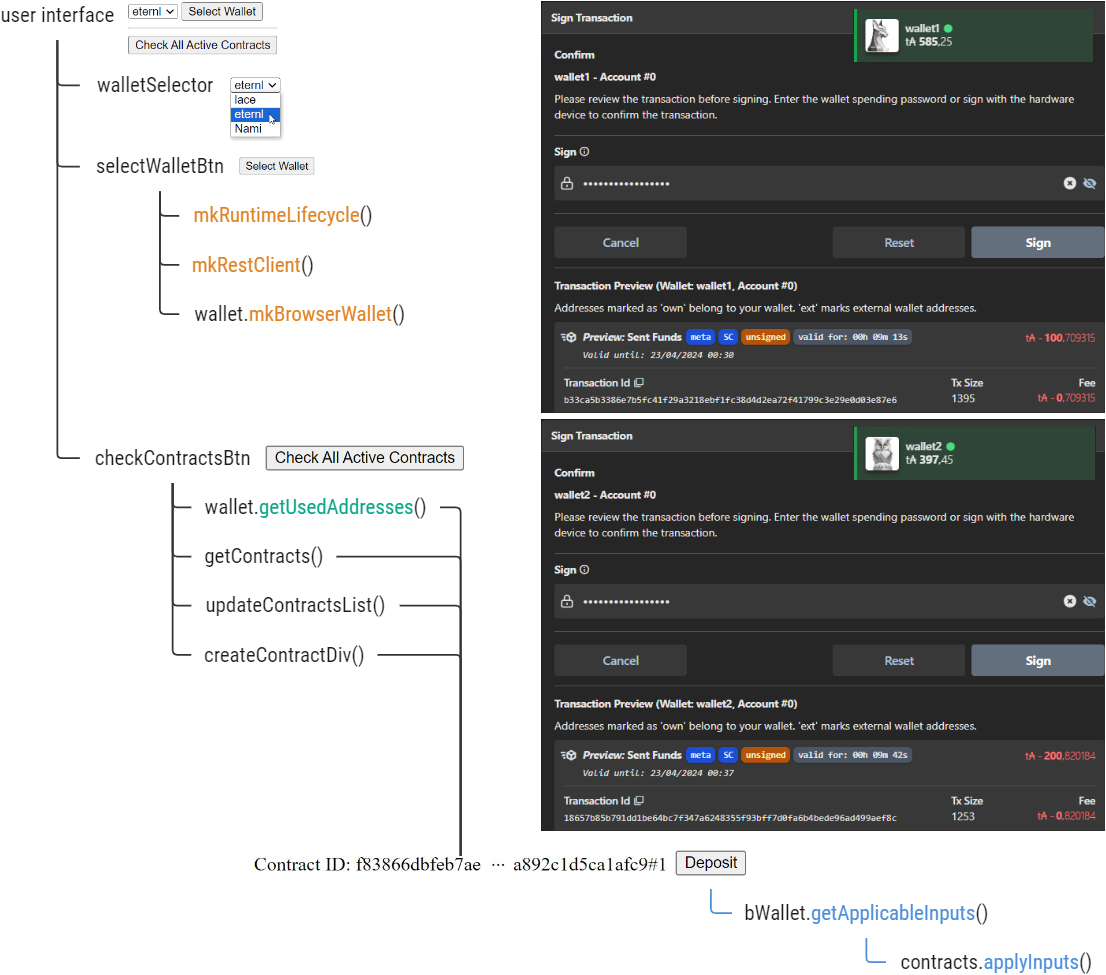 user interface
eternl
Select Wallet
Check All Active Contracts
walletSelector
eternl
lace
eternl
Nami
selectWalletBtn
Select Wallet
mkRuntimeLifecycle()
mkRestClient()
wallet.mkBrowserWallet()
checkContractsBtn
Check All Active Contracts
wallet.getUsedAddresses()
getContracts()
updateContractsList()
createContractDiv()
Sign Transaction
wallet1
t₳ 585,25
Confirm
wallet1 - Account #0
Please review the transaction before signing. Enter the wallet spending password or sign with the hardware
device to confirm the transaction.
Sign
•••••••••••••••••
Cancel
Reset
Sign
Transaction Preview (Wallet: wallet1, Account #0)
Addresses marked as 'own' belong to your wallet. 'ext' marks external wallet addresses.
Preview: Sent Funds meta SC unsigned valid for: 00h 09m 13s t₳ - 100,709315
Valid until: 23/04/2024 00:30
Transaction Id Tx Size Fee
b33ca5b3386e7b5fc41f29a3218ebf1fc38d4d2ea72f41799c3e29e0d03e87e6 1395 t₳ - 0,709315
Sign Transaction
wallet2
t₳ 397,45
Confirm
wallet2 - Account #0
Please review the transaction before signing. Enter the wallet spending password or sign with the hardware
device to confirm the transaction.
Sign
•••••••••••••••••
Cancel
Reset
Sign
Transaction Preview (Wallet: wallet2, Account #0)
Addresses marked as 'own' belong to your wallet. 'ext' marks external wallet addresses.
Preview: Sent Funds meta SC unsigned valid for: 00h 09m 42s t₳ - 200,820184
Valid until: 23/04/2024 00:37
Transaction Id Tx Size Fee
18657b85b791dd1be64bc7f347a6248355f93bff7d0fa6b4bede96ad499aef8c 1253 t₳ - 0,820184
Contract ID: f83866dbfeb7ae ··· a892c1d5ca1afc9#1 Deposit
bWallet.getApplicableInputs()
contracts.applyInputs()